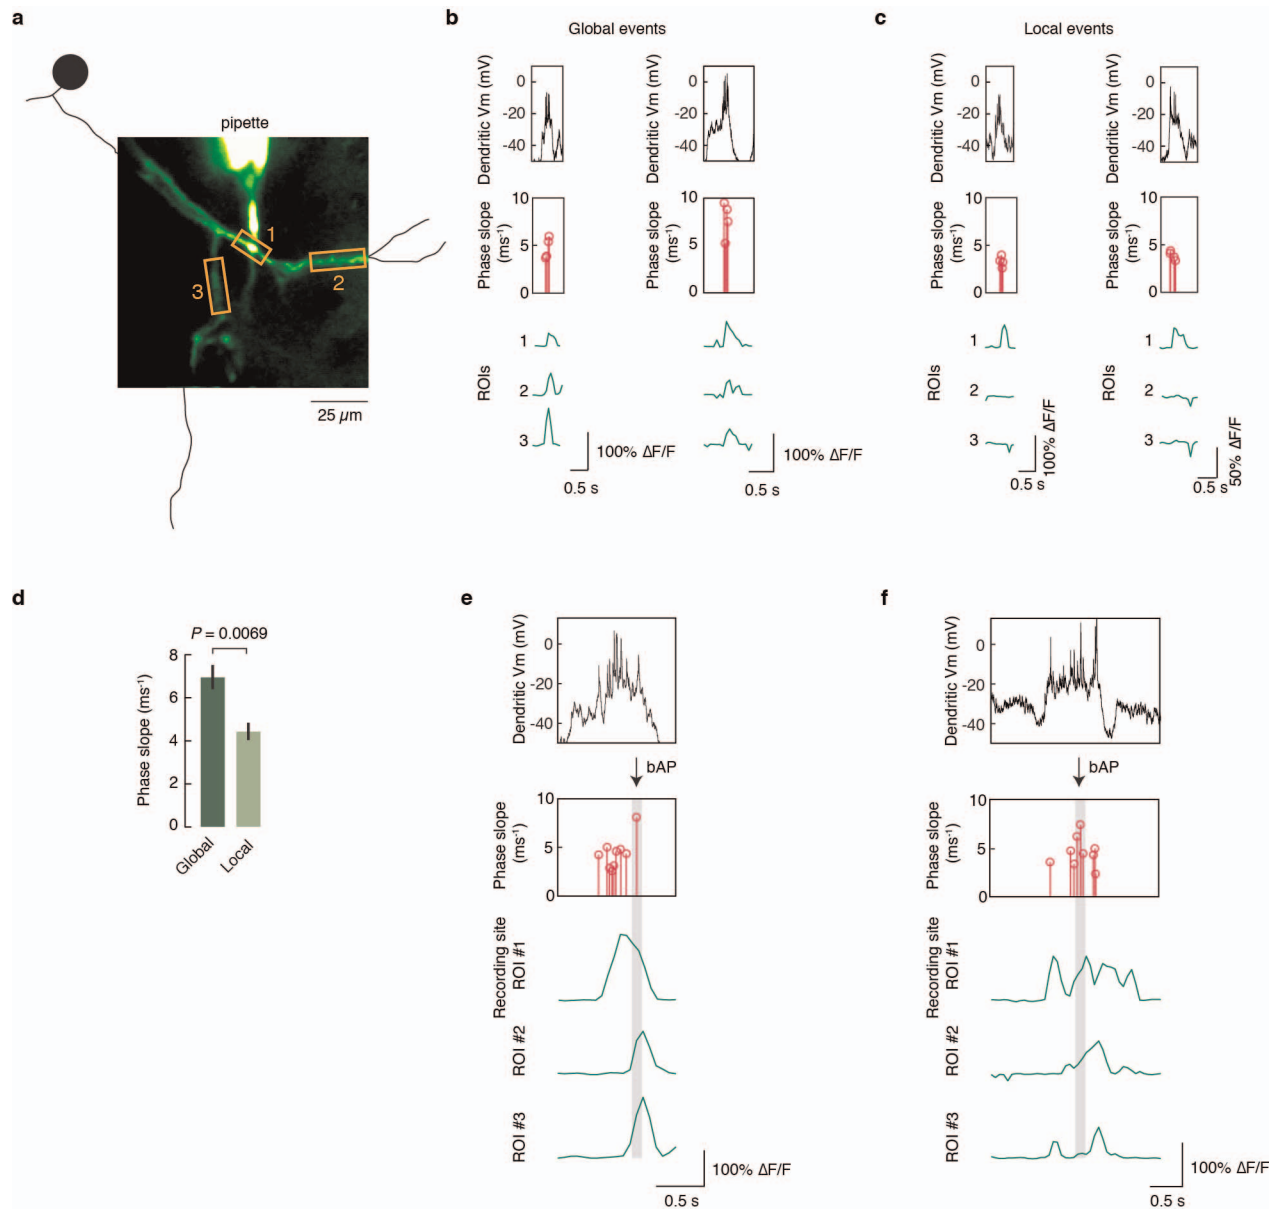 a
pipette
1
2
3
25 µm
b
Global events
Dendritic Vm (mV)
0
-20
-40
Dendritic Vm (mV)
0
-20
-40
Phase slope
(ms⁻¹)
10
5
0
Phase slope
(ms⁻¹)
10
5
0
ROIs
1
2
3
100% ΔF/F
0.5 s
100% ΔF/F
0.5 s
c
Local events
Dendritic Vm (mV)
0
-20
-40
Dendritic Vm (mV)
0
-20
-40
Phase slope
(ms⁻¹)
10
5
0
Phase slope
(ms⁻¹)
10
5
0
ROIs
1
2
3
100% ΔF/F
0.5 s
ROIs
1
2
3
50% ΔF/F
0.5 s
d
P = 0.0069
Phase slope (ms⁻¹)
8
6
4
2
0
Global
Local
e
Dendritic Vm (mV)
0
-20
-40
bAP
Phase slope
(ms⁻¹)
10
5
0
Recording site
ROI #1
ROI #2
ROI #3
100% ΔF/F
0.5 s
f
Dendritic Vm (mV)
0
-20
-40
bAP
Phase slope
(ms⁻¹)
10
5
0
Recording site
ROI #1
ROI #2
ROI #3
100% ΔF/F
0.5 s